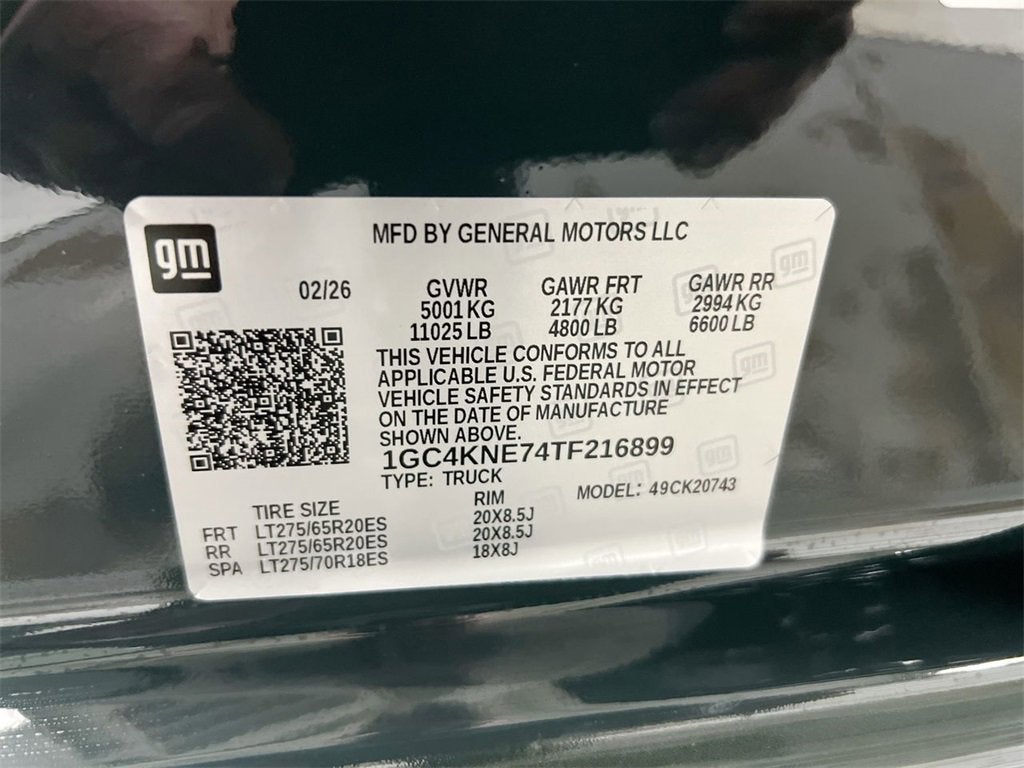 gm
MFD BY GENERAL MOTORS LLC
02/26
GVWR GAWR FRT GAWR RR
5001 KG 2177 KG 2994 KG
11025 LB 4800 LB 6600 LB
THIS VEHICLE CONFORMS TO ALL
APPLICABLE U.S. FEDERAL MOTOR
VEHICLE SAFETY STANDARDS IN EFFECT
ON THE DATE OF MANUFACTURE
SHOWN ABOVE.
1GC4KNE74TF216899
TYPE: TRUCK
MODEL: 49CK20743
TIRE SIZE RIM
FRT LT275/65R20ES 20X8.5J
RR LT275/65R20ES 20X8.5J
SPA LT275/70R18ES 18X8J